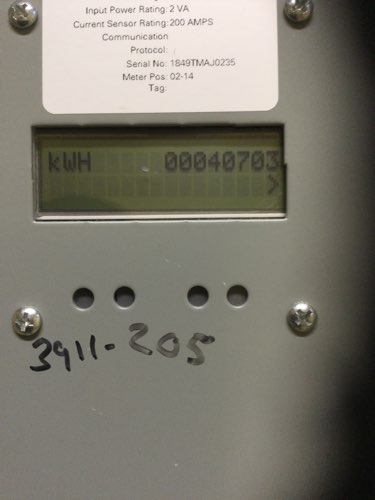 Input Power Rating: 2 VA
Current Sensor Rating: 200 AMPS
Communication
Protocol: /
Serial No: 1849TMAJ0235
Meter Pos: 02-14
Tag:
kWH 00040703
>
3911-205